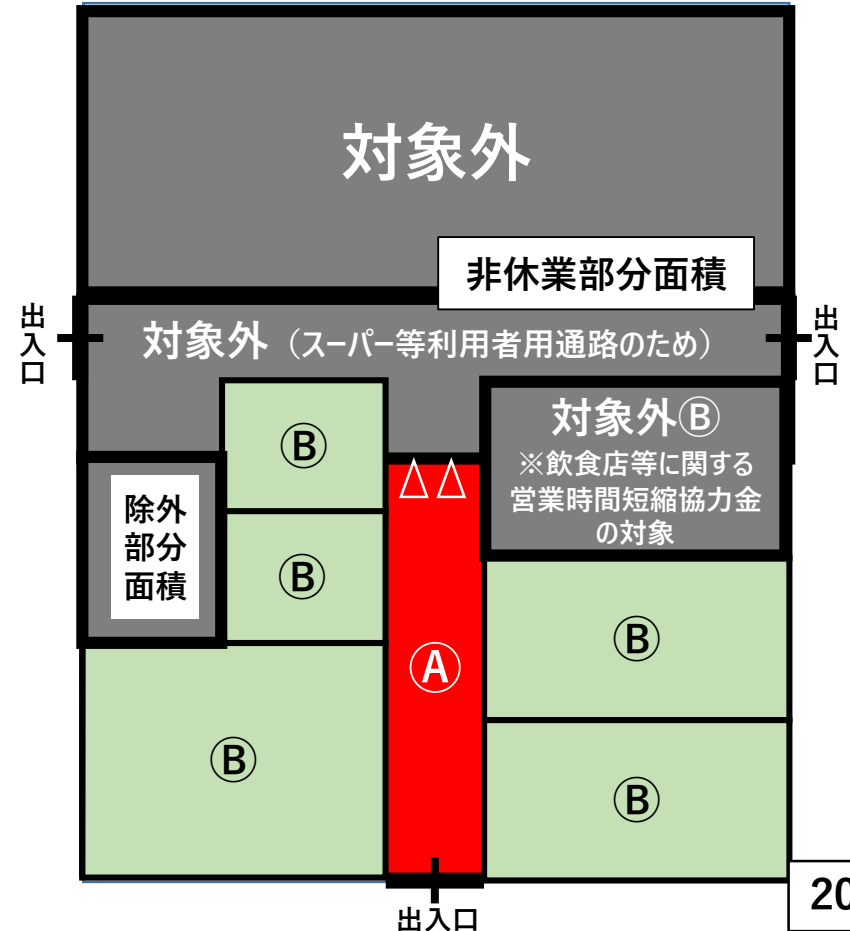 対象外
非休業部分面積
出入口
対象外（スーパー等利用者用通路のため）
出入口
対象外Ⓑ
※飲食店等に関する
営業時間短縮協力金
の対象
Ⓑ
除外
部分
面積
Ⓑ
Ⓐ
Ⓑ
Ⓑ
Ⓑ
出入口
20